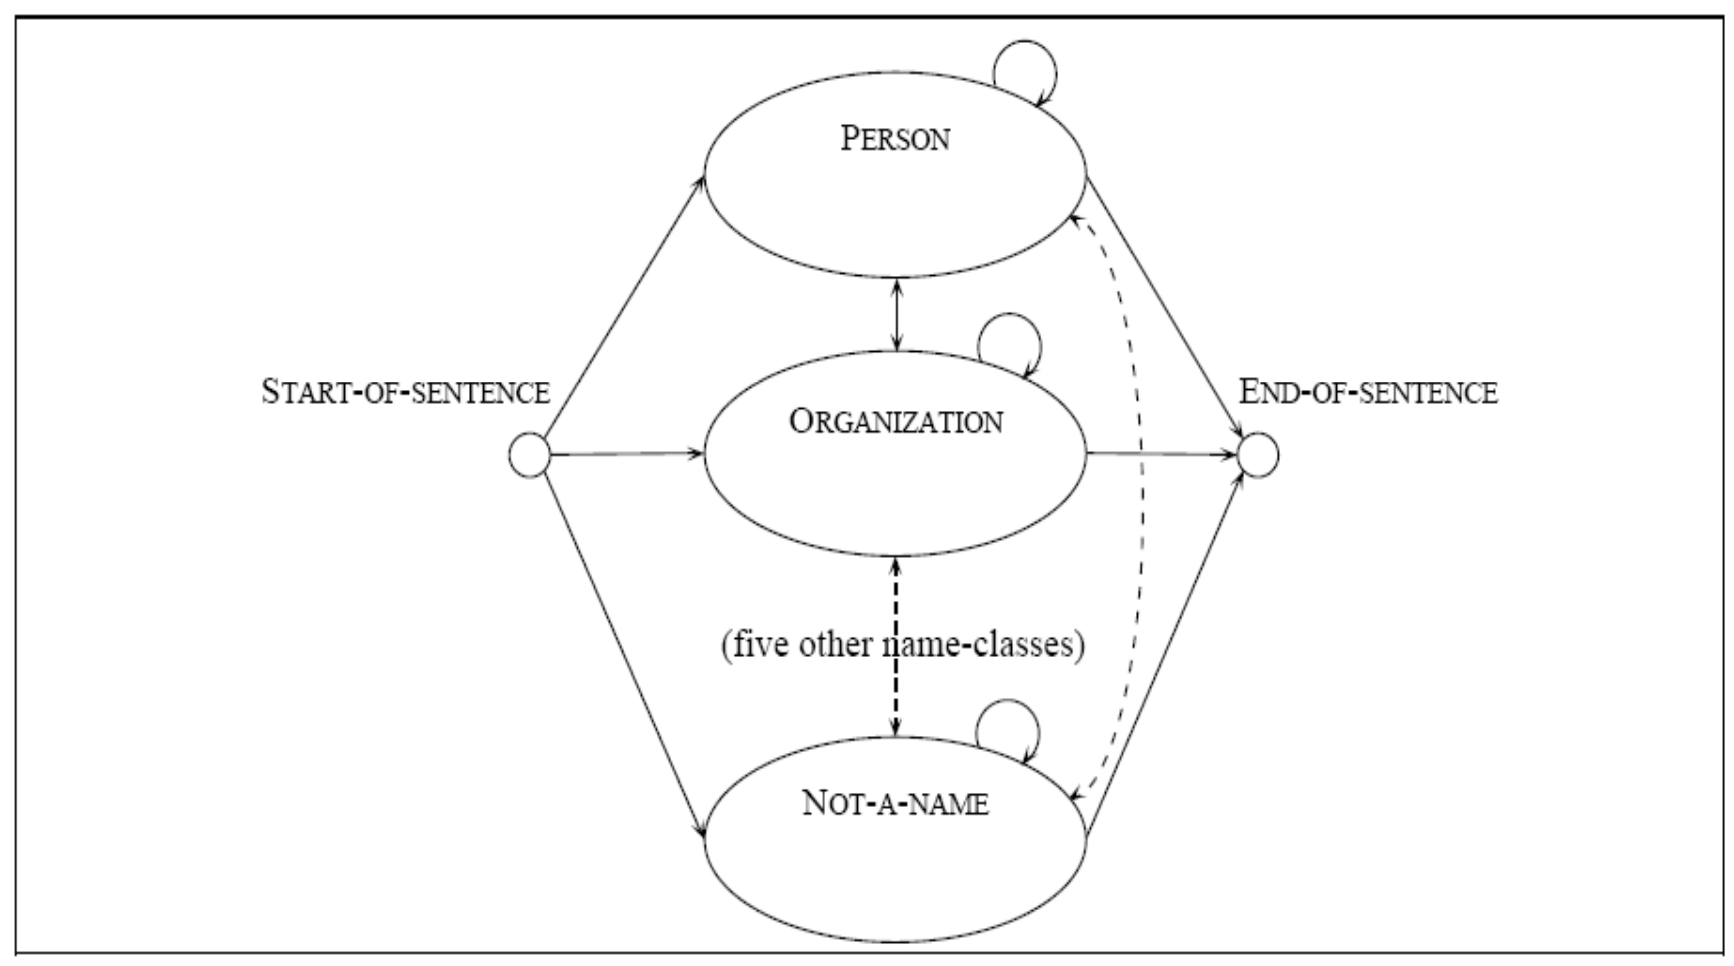 PERSON
START-OF-SENTENCE
END-OF-SENTENCE
ORGANIZATION
(five other name-classes)
NOT-A-NAME